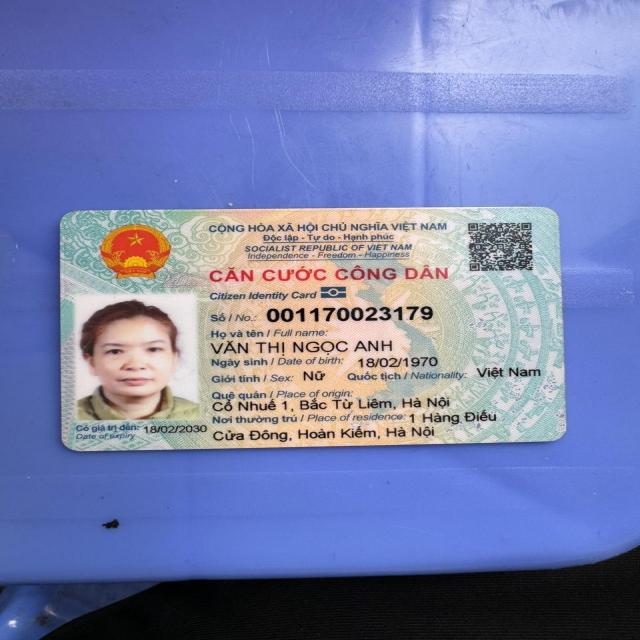 CỘNG HÒA XÃ HỘI CHỦ NGHĨA VIỆT NAM
Độc lập - Tự do - Hạnh phúc
SOCIALIST REPUBLIC OF VIET NAM
Independence - Freedom - Happiness
CĂN CƯỚC CÔNG DÂN
Citizen Identity Card
Số / No.: 001170023179
Họ và tên / Full name:
VĂN THỊ NGỌC ANH
Ngày sinh / Date of birth: 18/02/1970
Giới tính / Sex: Nữ Quốc tịch / Nationality: Việt Nam
Quê quán / Place of origin:
Cổ Nhuế 1, Bắc Từ Liêm, Hà Nội
Nơi thường trú / Place of residence: 1 Hàng Điếu
Cửa Đông, Hoàn Kiếm, Hà Nội
Có giá trị đến: 18/02/2030
Date of expiry